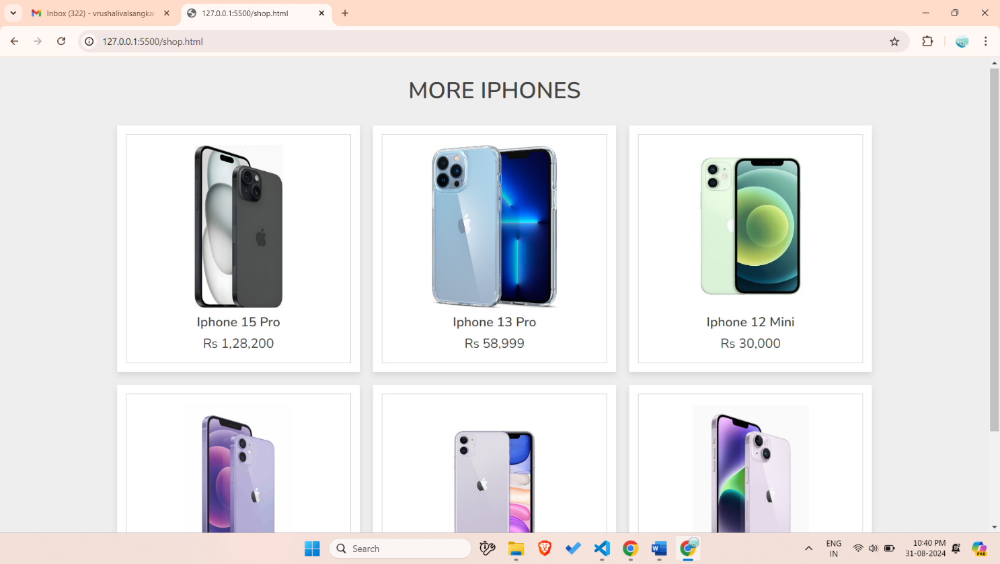 Inbox (322) - vrushalivalsangkar
127.0.0.1:5500/shop.html
127.0.0.1:5500/shop.html
MORE IPHONES
Iphone 15 Pro
Iphone 13 Pro
Iphone 12 Mini
Rs 1,28,200
Rs 58,999
Rs 30,000
Search
ENG
IN
10:40 PM
31-08-2024
PRE